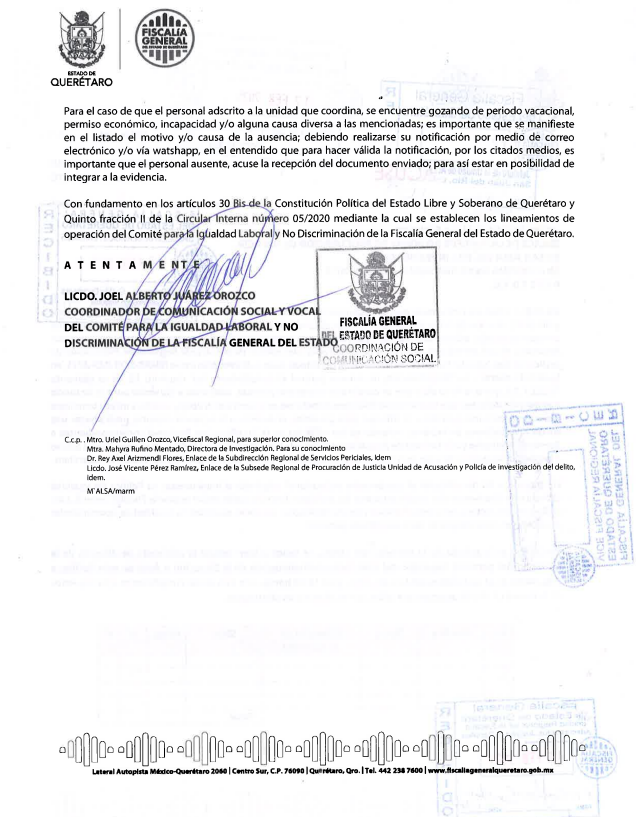 ESTADO DE
QUERÉTARO
FISCALÍA
GENERAL
DEL ESTADO DE QUERÉTARO
Para el caso de que el personal adscrito a la unidad que coordina, se encuentre gozando de periodo vacacional,
permiso económico, incapacidad y/o alguna causa diversa a las mencionadas; es importante que se manifieste
en el listado el motivo y/o causa de la ausencia; debiendo realizarse su notificación por medio de correo
electrónico y/o vía watshapp, en el entendido que para hacer válida la notificación, por los citados medios, es
importante que el personal ausente, acuse la recepción del documento enviado; para así estar en posibilidad de
integrar a la evidencia.
Con fundamento en los artículos 30 Bis de la Constitución Política del Estado Libre y Soberano de Querétaro y
Quinto fracción II de la Circular Interna número 05/2020 mediante la cual se establecen los lineamientos de
operación del Comité para la Igualdad Laboral y No Discriminación de la Fiscalía General del Estado de Querétaro.
A T E N T A M E N T E
LICDO. JOEL ALBERTO JUÁREZ OROZCO
COORDINADOR DE COMUNICACIÓN SOCIAL Y VOCAL
DEL COMITÉ PARA LA IGUALDAD LABORAL Y NO
DISCRIMINACIÓN DE LA FISCALÍA GENERAL DEL ESTADO
FISCALÍA GENERAL
DEL ESTADO DE QUERÉTARO
COORDINACIÓN DE
COMUNICACIÓN SOCIAL
C.c.p. . Mtro. Uriel Guillen Orozco, Vicefiscal Regional, para superior conocimiento.
Mtra. Mahyra Rufino Mentado, Directora de Investigación. Para su conocimiento
Dr. Rey Axel Arizmendi Flores, Enlace de la Subdirección Regional de Servicios Periciales, Idem
Licdo. José Vicente Pérez Ramírez, Enlace de la Subsede Regional de Procuración de Justicia Unidad de Acusación y Policía de investigación del delito,
Idem.
M´ALSA/marm
RECIBIDO
VICE FISCALIA REGIONAL
ESTADO DE QUERETARO
FISCALIA GENERAL DEL
Fiscalía General
Lateral Autopista México-Querétaro 2060 | Centro Sur, C.P. 76090 | Querétaro, Qro. | Tel. 442 238 7600 | www.fiscaliageneralqueretaro.gob.mx